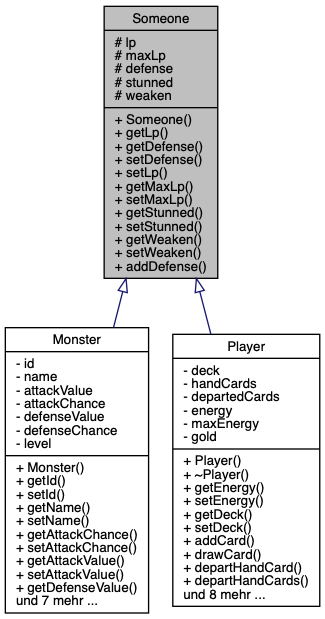 Someone
# lp
# maxLp
# defense
# stunned
# weaken
+ Someone()
+ getLp()
+ getDefense()
+ setDefense()
+ setLp()
+ getMaxLp()
+ setMaxLp()
+ getStunned()
+ setStunned()
+ getWeaken()
+ setWeaken()
+ addDefense()
Monster
- id
- name
- attackValue
- attackChance
- defenseValue
- defenseChance
- level
+ Monster()
+ getId()
+ setId()
+ getName()
+ setName()
+ getAttackChance()
+ setAttackChance()
+ getAttackValue()
+ setAttackValue()
+ getDefenseValue()
und 7 mehr ...
Player
- deck
- handCards
- departedCards
- energy
- maxEnergy
- gold
+ Player()
+ ~Player()
+ getEnergy()
+ setEnergy()
+ getDeck()
+ setDeck()
+ addCard()
+ drawCard()
+ departHandCard()
+ departHandCards()
und 8 mehr ...